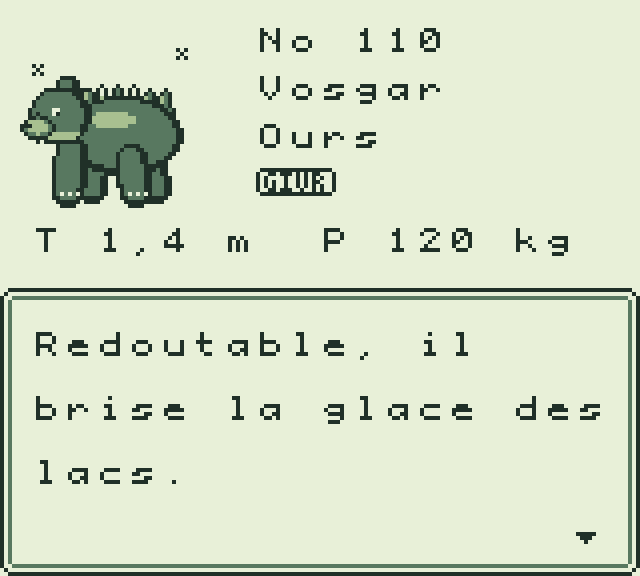 No 110
Vosgar
Ours
GIVR
T 1,4 m P 120 kg
Redoutable, il
brise la glace des
lacs.